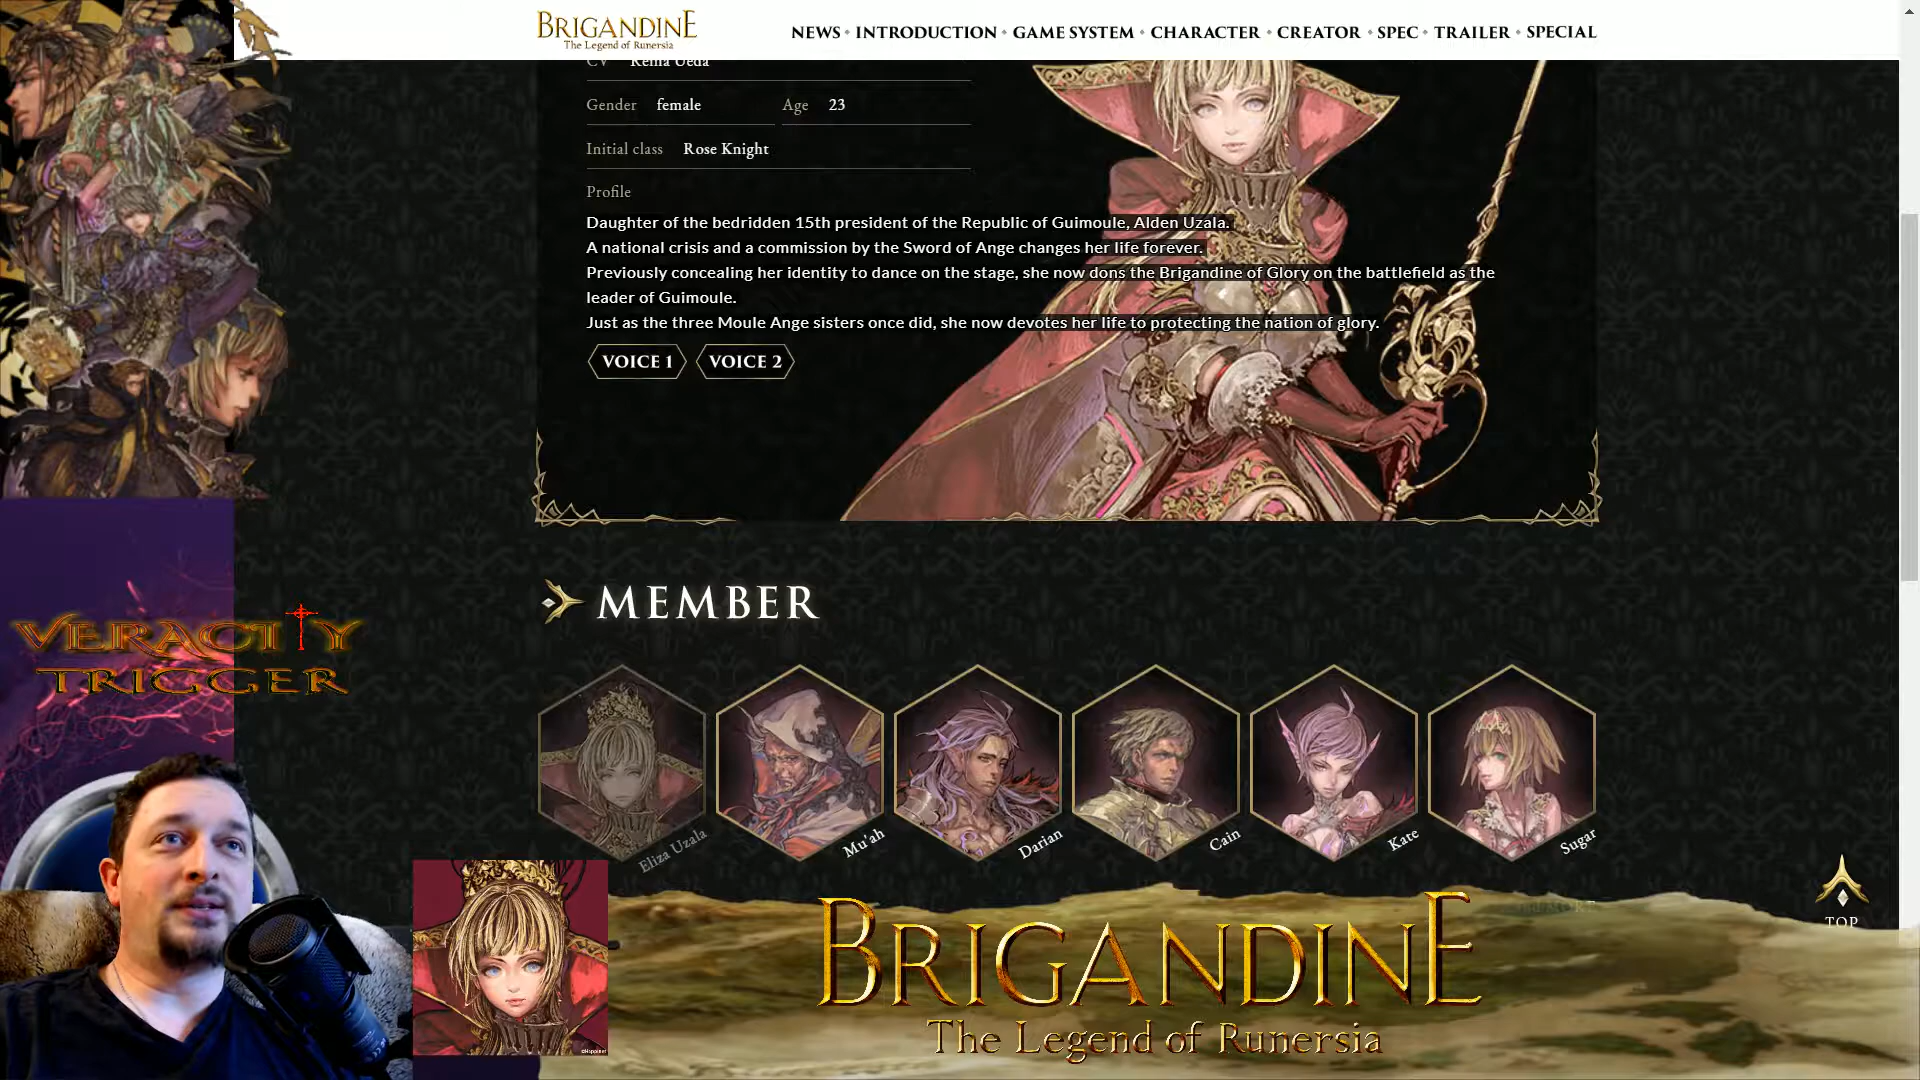 BRIGANDINE
The Legend of Runersia
NEWS • INTRODUCTION • GAME SYSTEM • CHARACTER • CREATOR • SPEC • TRAILER • SPECIAL
CV Reina Ueda
Gender female Age 23
Initial class Rose Knight
Profile
Daughter of the bedridden 15th president of the Republic of Guimoule, Alden Uzala.
A national crisis and a commission by the Sword of Ange changes her life forever.
Previously concealing her identity to dance on the stage, she now dons the Brigandine of Glory on the battlefield as the
leader of Guimoule.
Just as the three Moule Ange sisters once did, she now devotes her life to protecting the nation of glory.
VOICE 1 VOICE 2
MEMBER
VERACITY
TRIGGER
Eliza Uzala
Mu'ah
Darian
Cain
Kate
Sugar
TOP
BRIGANDINE
The Legend of Runersia
©Happinet